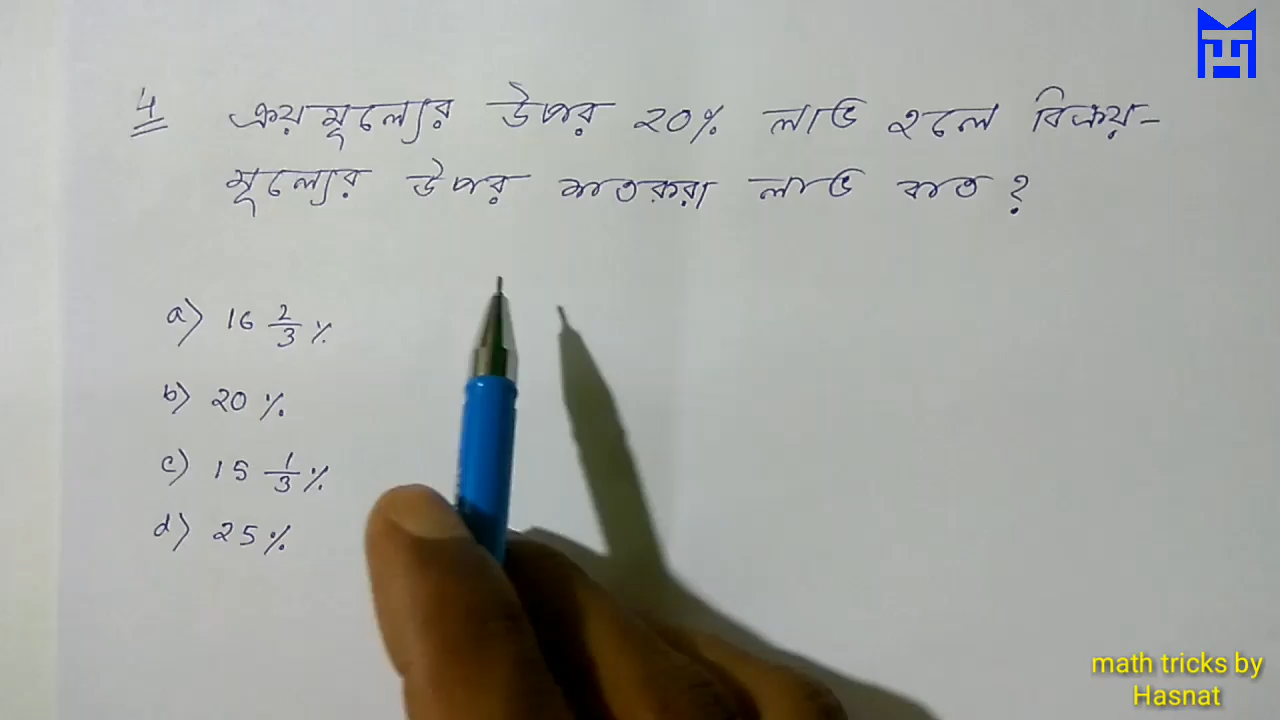 4 ক্রয়মূল্যের উপর 20% লাভ হলে বিক্রয়-
মূল্যের উপর শতকরা লাভ কত ?
a) 16 2/3 %
b) 20 %
c) 15 1/3 %
d) 25 %
math tricks by
Hasnat